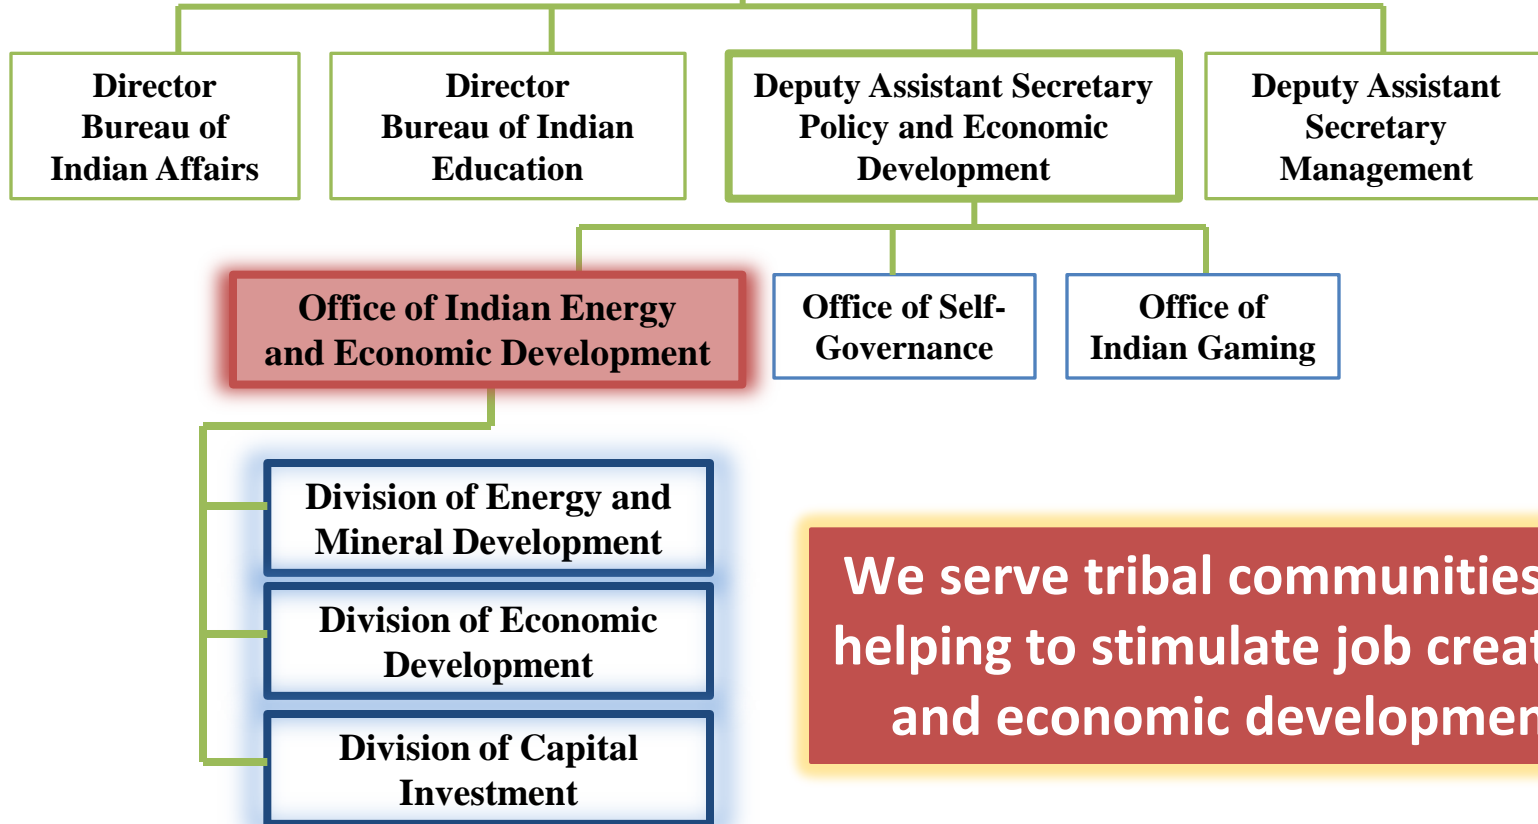 Director
Bureau of
Indian Affairs
Director
Bureau of Indian
Education
Deputy Assistant Secretary
Policy and Economic
Development
Deputy Assistant
Secretary
Management
Office of Indian Energy
and Economic Development
Office of Self-
Governance
Office of
Indian Gaming
Division of Energy and
Mineral Development
Division of Economic
Development
Division of Capital
Investment
We serve tribal communities
helping to stimulate job creat
and economic developmen